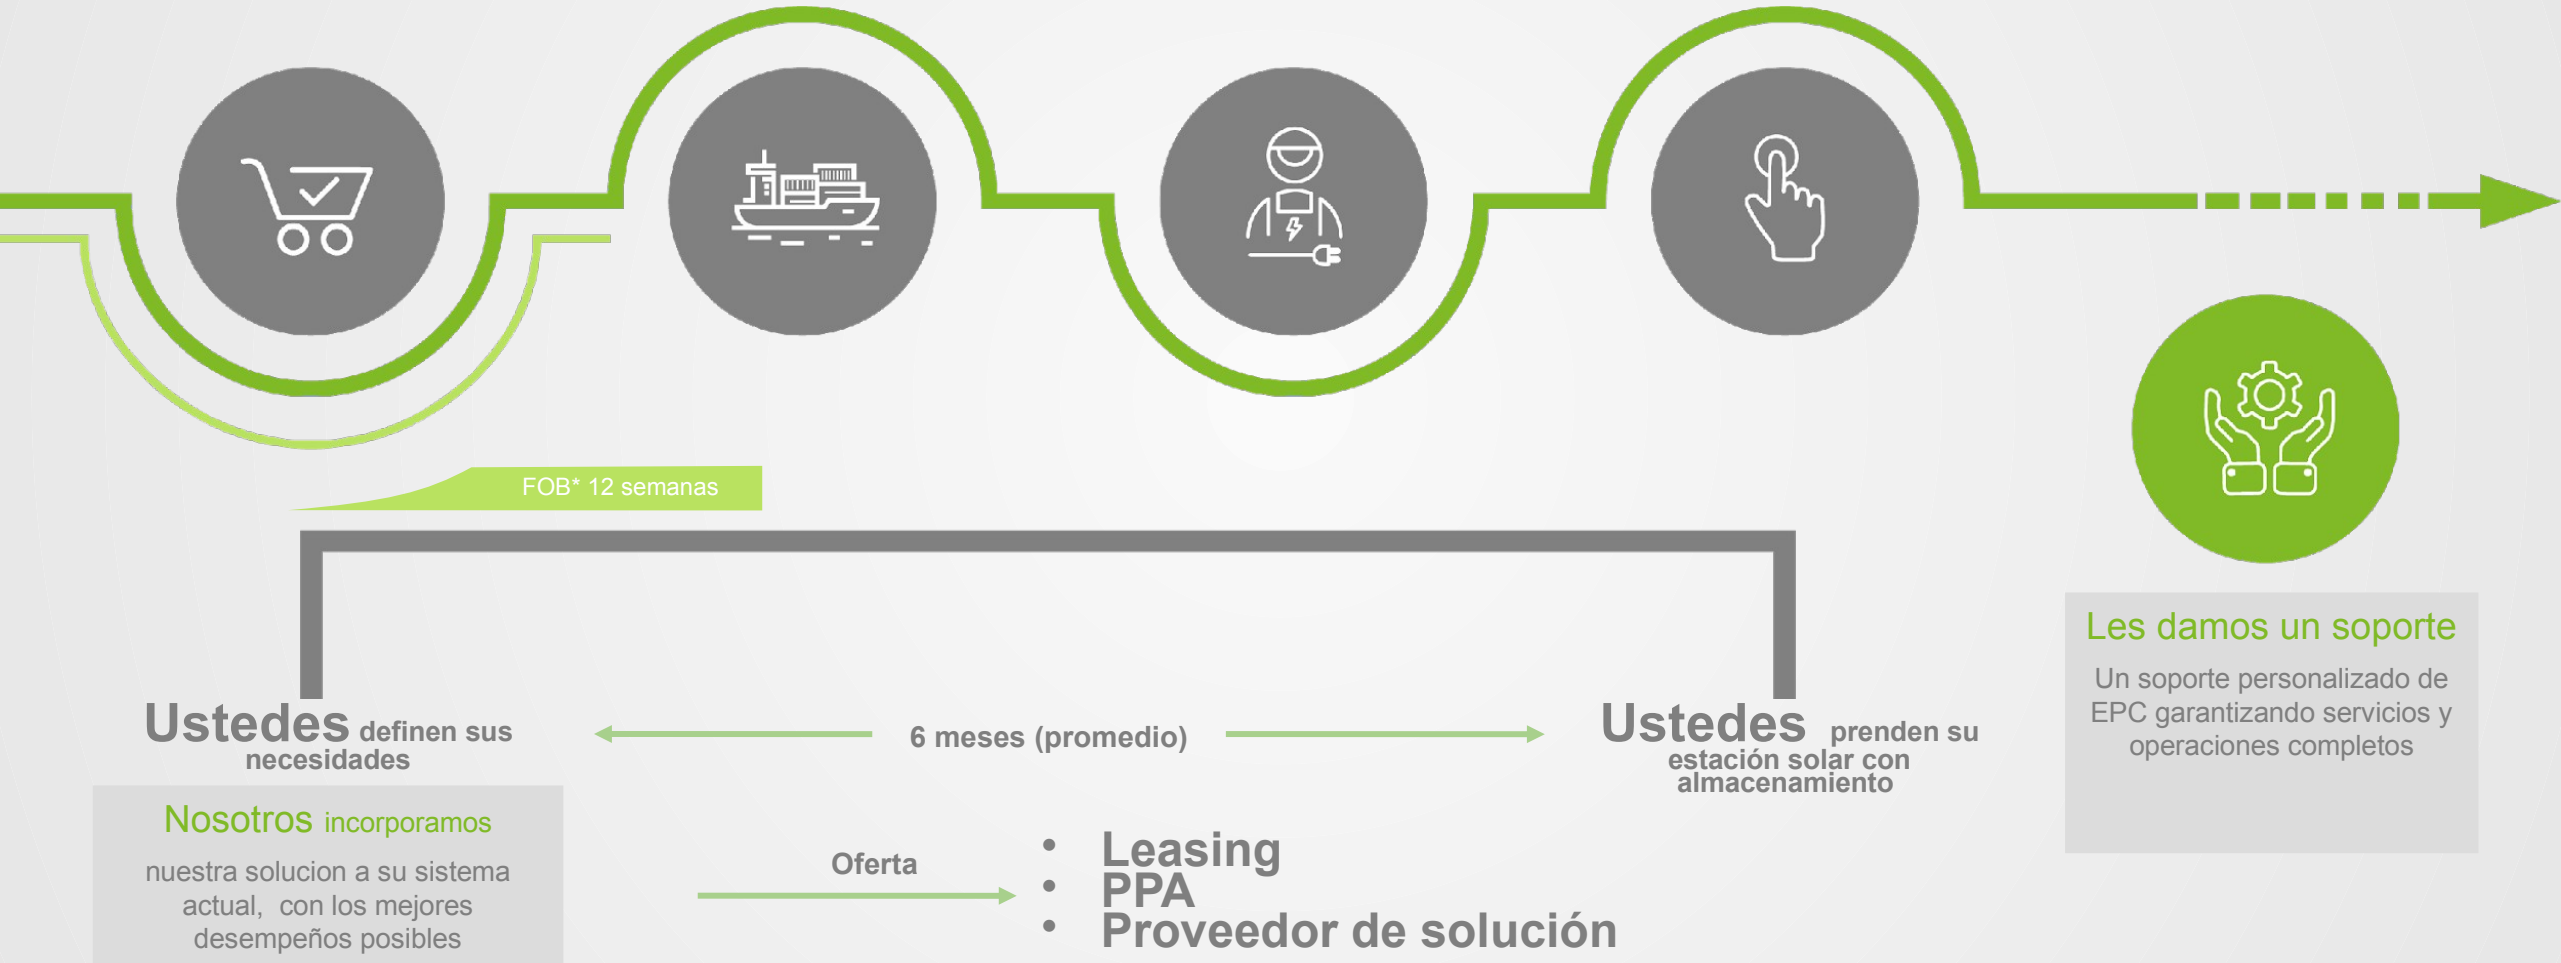 FOB* 12 semanas
Ustedes definen sus
necesidades
6 meses (promedio)
Ustedes prenden su
estación solar con
almacenamiento
Nosotros incorporamos
nuestra solucion a su sistema
actual, con los mejores
desempeños posibles
Oferta
• Leasing
• PPA
• Proveedor de solución
Les damos un soporte
Un soporte personalizado de
EPC garantizando servicios y
operaciones completos